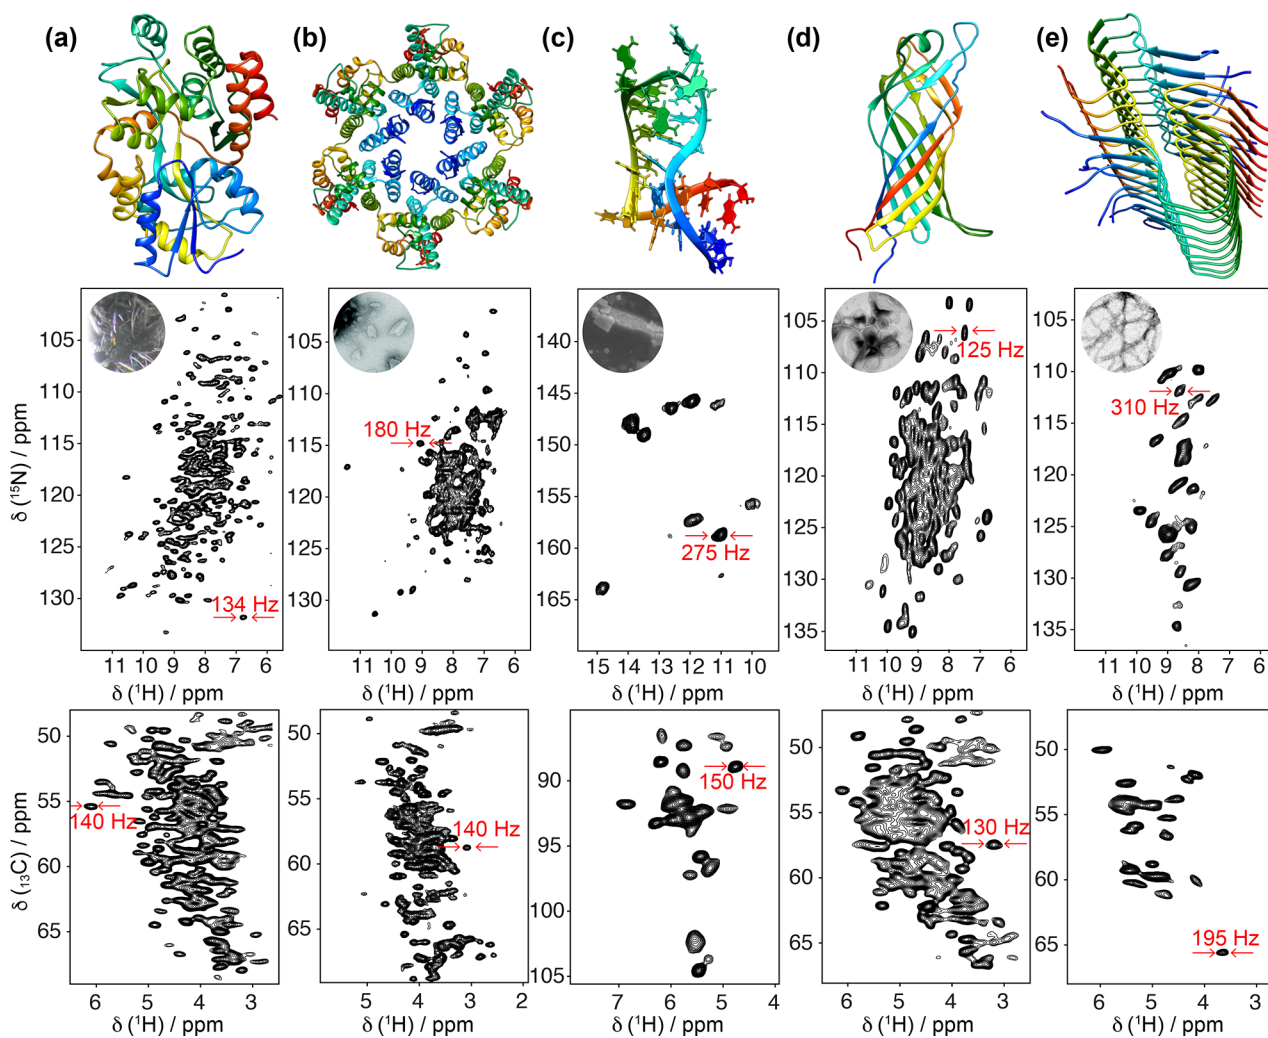 (a) (b) (c) (d) (e)
105 110 115 120 125 130
δ (¹⁵N) / ppm
134 Hz
11 10 9 8 7 6
δ (¹H) / ppm
105 110 115 120 125 130
180 Hz
11 10 9 8 7 6
δ (¹H) / ppm
140 145 150 155 160 165
275 Hz
15 14 13 12 11 10
δ (¹H) / ppm
105 110 115 120 125 130 135
125 Hz
11 10 9 8 7 6
δ (¹H) / ppm
105 110 115 120 125 130 135
310 Hz
11 10 9 8 7 6
δ (¹H) / ppm
50 55 60 65
δ (₁₃C) / ppm
140 Hz
6 5 4 3
δ (¹H) / ppm
50 55 60 65
140 Hz
5 4 3 2
δ (¹H) / ppm
90 95 100 105
150 Hz
7 6 5 4
δ (¹H) / ppm
50 55 60 65
130 Hz
6 5 4 3
δ (¹H) / ppm
50 55 60 65
195 Hz
6 5 4 3
δ (¹H) / ppm